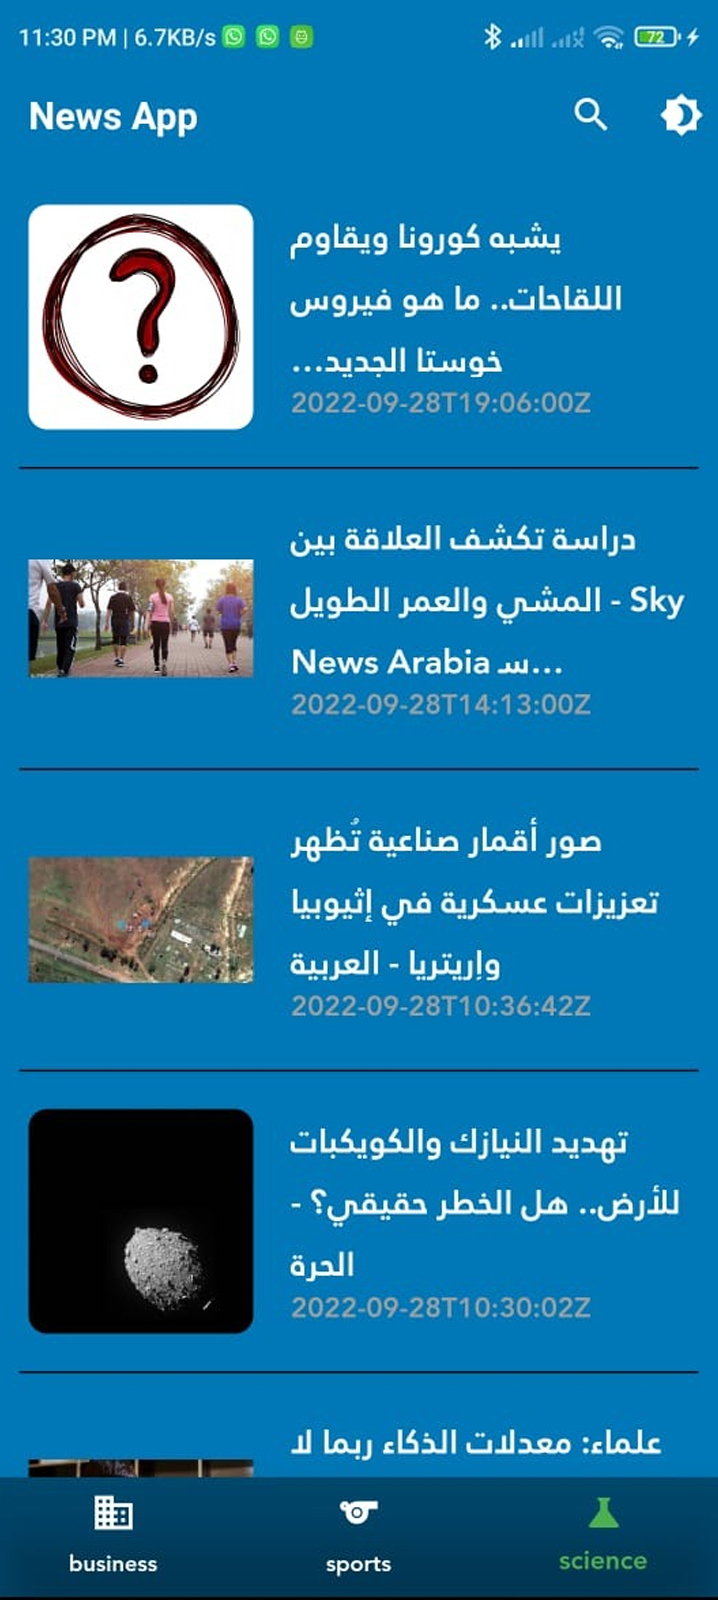 11:30 PM | 6.7KB/s
72
News App
يشبه كورونا ويقاوم
اللقاحات.. ما هو فيروس
خوستا الجديد...
2022-09-28T19:06:00Z
دراسة تكشف العلاقة بين
المشي والعمر الطويل - Sky
News Arabia سـ...
2022-09-28T14:13:00Z
صور أقمار صناعية تُظهر
تعزيزات عسكرية في إثيوبيا
وإريتريا - العربية
2022-09-28T10:36:42Z
تهديد النيازك والكويكبات
للأرض.. هل الخطر حقيقي؟ -
الحرة
2022-09-28T10:30:02Z
علماء: معدلات الذكاء ربما لا
business
sports
science